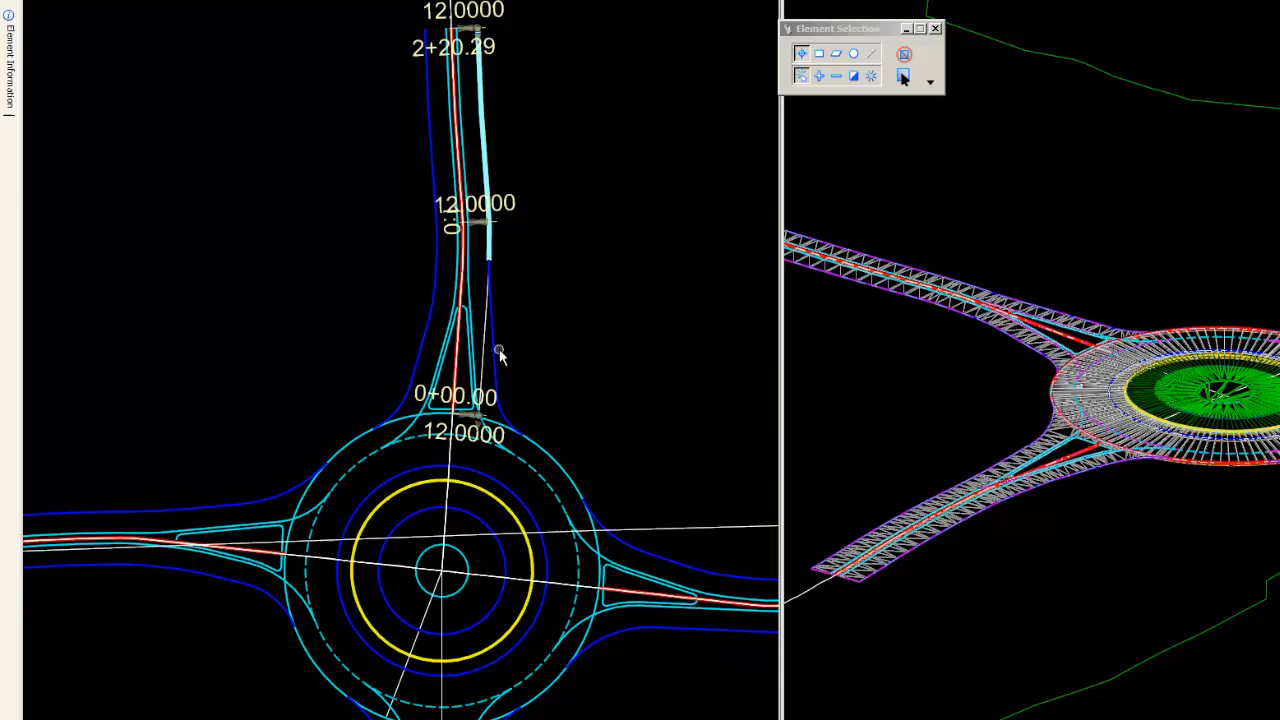 Element Information
12.0000
2+20.29
12.0000
0+00.00
12.0000
Element Selection